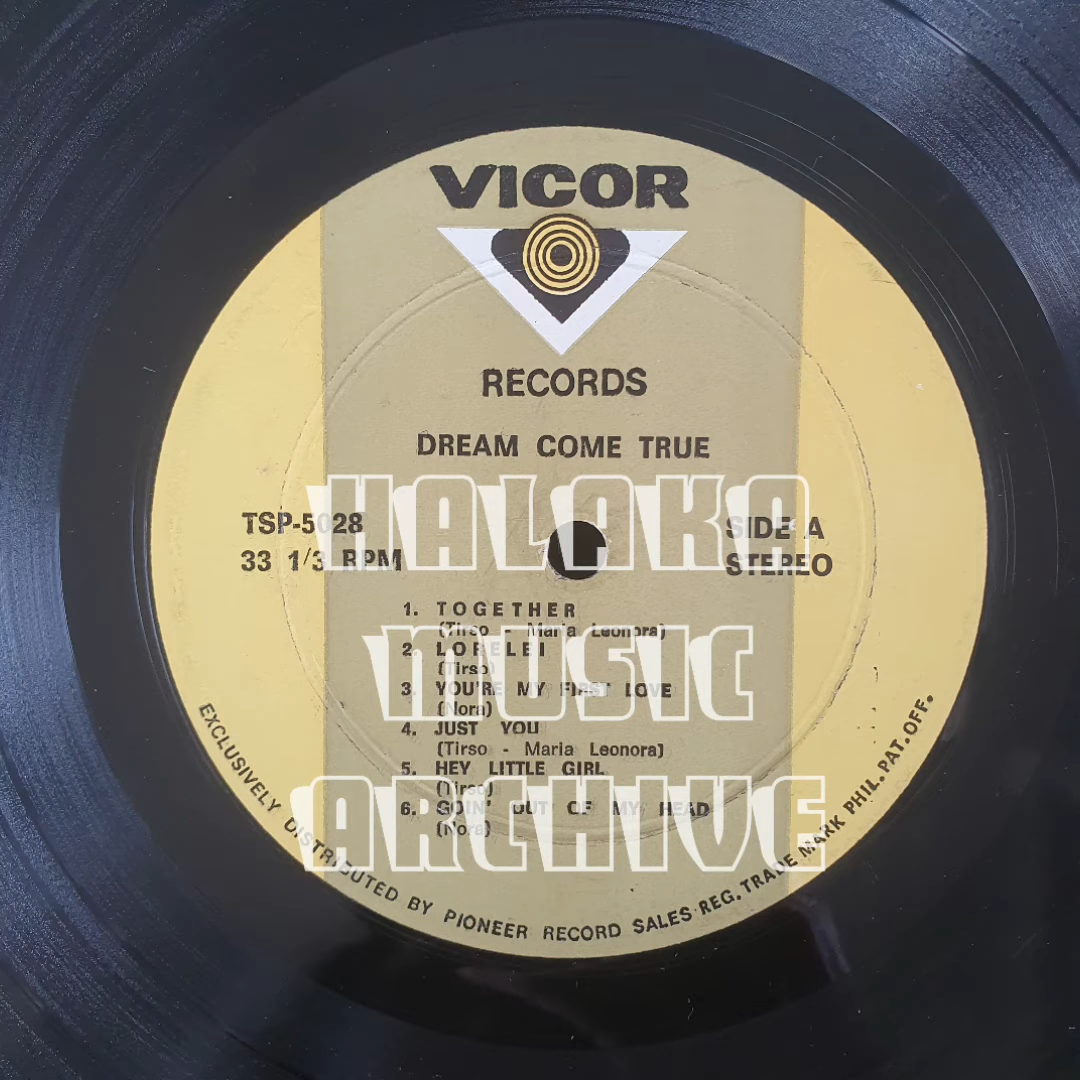 VICOR
RECORDS
DREAM COME TRUE
TSP-5028
33 1/3 RPM
SIDE A
STEREO
1. TOGETHER
(Tirso - Maria Leonora)
2. LORELEI
(Tirso)
3. YOU'RE MY FIRST LOVE
(Nora)
4. JUST YOU
(Tirso - Maria Leonora)
5. HEY LITTLE GIRL
(Tirso)
6. GOIN' OUT OF MY HEAD
(Nora)
EXCLUSIVELY DISTRIBUTED BY PIONEER RECORD SALES REG. TRADE MARK PHIL. PAT. OFF.
HALAKA
MUSIC
ARCHIVE